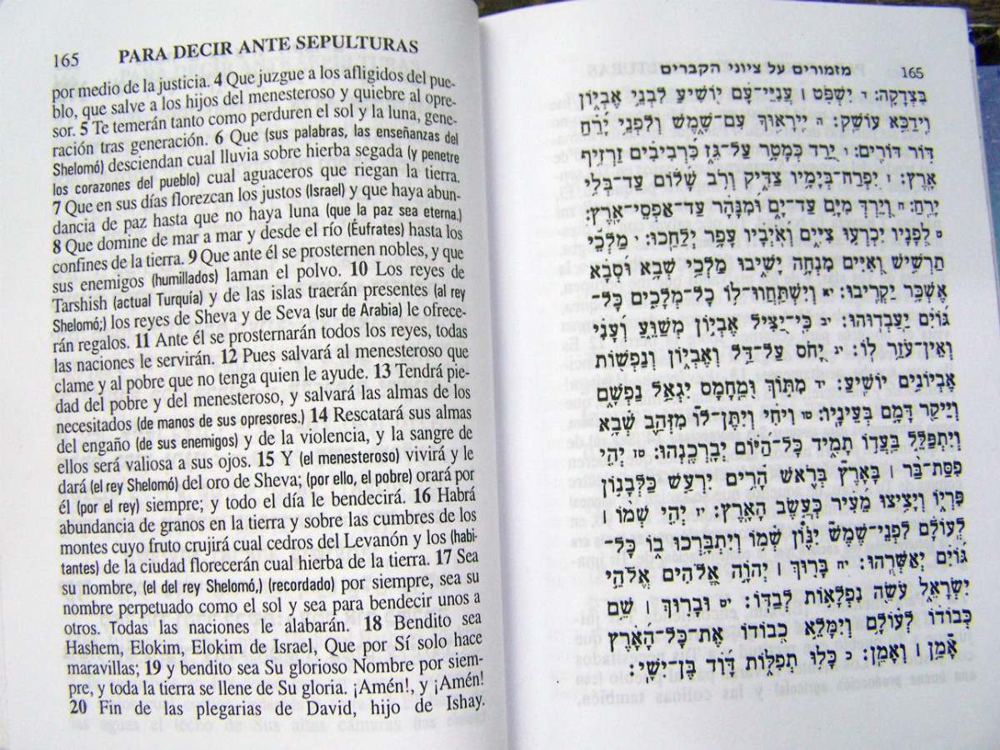 165 PARA DECIR ANTE SEPULTURAS
por medio de la justicia. 4 Que juzgue a los afligidos del pue-
blo, que salve a los hijos del menesteroso y quiebre al opre-
sor. 5 Te temerán tanto como perduren el sol y la luna, gene-
ración tras generación. 6 Que (sus palabras, las enseñanzas del
Shelomó) desciendan cual lluvia sobre hierba segada (y penetre
los corazones del pueblo) cual aguaceros que riegan la tierra.
7 Que en sus días florezcan los justos (Israel) y que haya abun-
dancia de paz hasta que no haya luna (que la paz sea eterna,)
8 Que domine de mar a mar y desde el río (Éufrates) hasta los
confines de la tierra. 9 Que ante él se prosternen nobles, y que
sus enemigos (humillados) laman el polvo. 10 Los reyes de
Tarshish (actual Turquía) y de las islas traerán presentes (al rey
Shelomó;) los reyes de Sheva y de Seva (sur de Arabia) le ofrece-
rán regalos. 11 Ante él se prosternarán todos los reyes, todas
las naciones le servirán. 12 Pues salvará al menesteroso que
clame y al pobre que no tenga quien le ayude. 13 Tendrá pie-
dad del pobre y del menesteroso, y salvará las almas de los
necesitados (de manos de sus opresores.) 14 Rescatará sus almas
del engaño (de sus enemigos) y de la violencia, y la sangre de
ellos será valiosa a sus ojos. 15 Y (el menesteroso) vivirá y le
dará (el rey Shelomó) del oro de Sheva; (por ello, el pobre) orará por
él (por el rey) siempre; y todo el día le bendecirá. 16 Habrá
abundancia de granos en la tierra y sobre las cumbres de los
montes cuyo fruto crujirá cual cedros del Levanón y los (habi-
tantes) de la ciudad florecerán cual hierba de la tierra. 17 Sea
su nombre, (el del rey Shelomó,) (recordado) por siempre, sea su
nombre perpetuado como el sol y sea para bendecir unos a
otros. Todas las naciones le alabarán. 18 Bendito sea
Hashem, Elokim, Elokim de Israel, Que por Sí solo hace
maravillas; 19 y bendito sea Su glorioso Nombre por siem-
pre, y toda la tierra se llene de Su gloria. ¡Amén!, y ¡Amén!
20 Fin de las plegarias de David, hijo de Ishay.
מזמורים על ציוני הקברים 165
בִּצְדָקָה: ד יִשְׁפֹּט ׀ עֲנִיֵּי־עָם יוֹשִׁיעַ לִבְנֵי אֶבְיוֹן
וִידַכֵּא עוֹשֵׁק: ה יִירָאוּךָ עִם־שָׁמֶשׁ וְלִפְנֵי יָרֵחַ
דּוֹר דּוֹרִים: ו יֵרֵד כְּמָטָר עַל־גֵּז כִּרְבִיבִים זַרְזִיף
אָרֶץ: ז יִפְרַח־בְּיָמָיו צַדִּיק וְרֹב שָׁלוֹם עַד־בְּלִי
יָרֵחַ: ח וְיֵרְדְּ מִיָּם עַד־יָם וּמִנָּהָר עַד־אַפְסֵי־אָרֶץ:
ט לְפָנָיו יִכְרְעוּ צִיִּים וְאֹיְבָיו עָפָר יְלַחֵכוּ: י מַלְכֵי
תַרְשִׁישׁ וְאִיִּים מִנְחָה יָשִׁיבוּ מַלְכֵי שְׁבָא וּסְבָא
אֶשְׁכָּר יַקְרִיבוּ: יא וְיִשְׁתַּחֲווּ־לוֹ כָל־מְלָכִים כָּל־
גּוֹיִם יַעַבְדוּהוּ: יב כִּי־יַצִּיל אֶבְיוֹן מְשַׁוֵּעַ וְעָנִי
וְאֵין־עֹזֵר לוֹ: יג יָחֹס עַל־דַּל וְאֶבְיוֹן וְנַפְשׁוֹת
אֶבְיוֹנִים יוֹשִׁיעַ: יד מִתּוֹךְ וּמֵחָמָס יִגְאַל נַפְשָׁם
וְיֵיקַר דָּמָם בְּעֵינָיו: טו וִיחִי וְיִתֶּן־לוֹ מִזְּהַב שְׁבָא
וְיִתְפַּלֵּל בַּעֲדוֹ תָמִיד כָּל־הַיּוֹם יְבָרֲכֶנְהוּ: טז יְהִי
פִסַּת־בַּר ׀ בָּאָרֶץ בְּרֹאשׁ הָרִים יִרְעַשׁ כַּלְּבָנוֹן
פִּרְיוֹ וְיָצִיצוּ מֵעִיר כְּעֵשֶׂב הָאָרֶץ: יז יְהִי שְׁמוֹ ׀
לְעוֹלָם לִפְנֵי־שֶׁמֶשׁ יִנּוֹן שְׁמוֹ וְיִתְבָּרְכוּ בוֹ כָּל־
גּוֹיִם יְאַשְּׁרוּהוּ: יח בָּרוּךְ ׀ יְהוָה אֱלֹהִים אֱלֹהֵי
יִשְׂרָאֵל עֹשֵׂה נִפְלָאוֹת לְבַדּוֹ: יט וּבָרוּךְ ׀ שֵׁם
כְּבוֹדוֹ לְעוֹלָם וְיִמָּלֵא כְבוֹדוֹ אֶת־כָּל־הָאָרֶץ
אָמֵן ׀ וְאָמֵן: כ כָּלּוּ תְפִלּוֹת דָּוִד בֶּן־יִשָׁי: